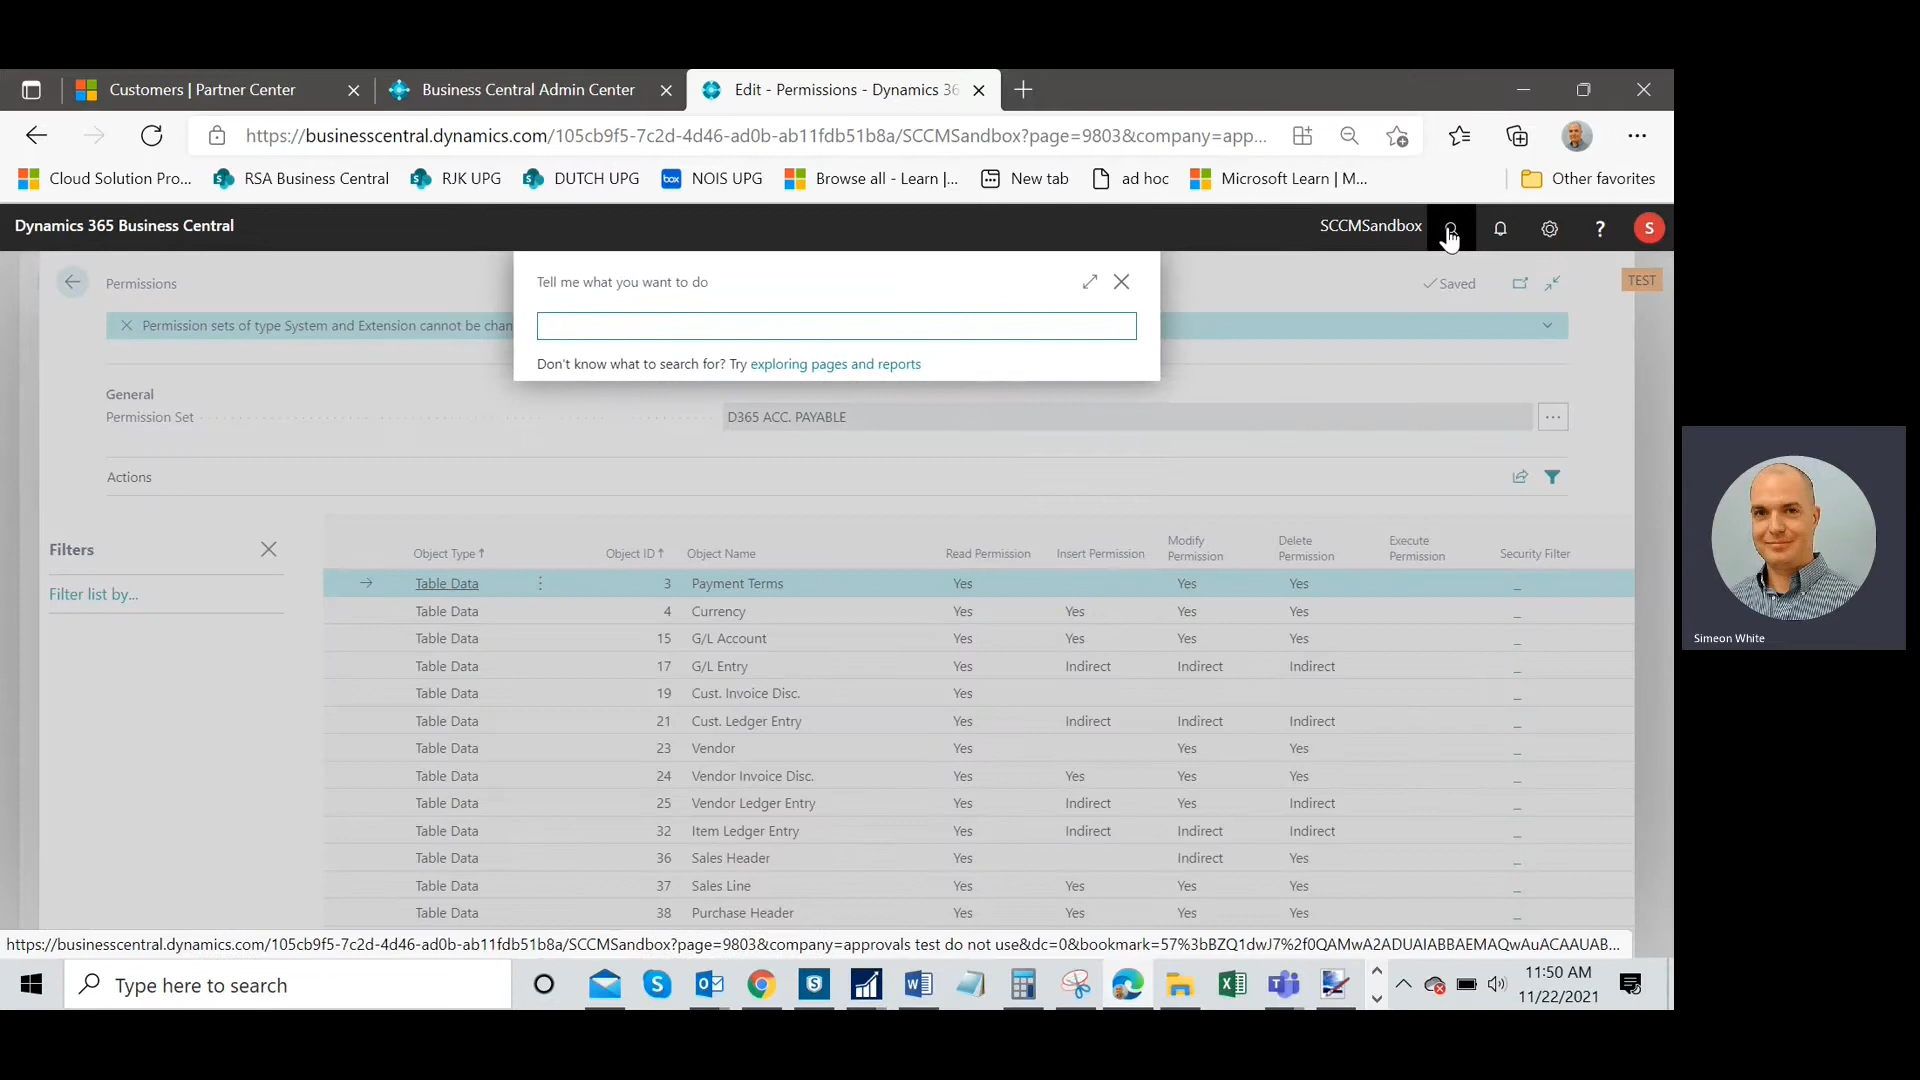 Customers | Partner Center
Business Central Admin Center
Edit - Permissions - Dynamics 36
https://businesscentral.dynamics.com/105cb9f5-7c2d-4d46-ad0b-ab11fdb51b8a/SCCMSandbox?page=9803&company=app...
Cloud Solution Pro...
RSA Business Central
RJK UPG
DUTCH UPG
box
NOIS UPG
Browse all - Learn |...
New tab
ad hoc
Microsoft Learn | M...
Other favorites
Dynamics 365 Business Central
SCCMSandbox
?
S
Tell me what you want to do
Don't know what to search for? Try exploring pages and reports
Permissions
Saved
TEST
Permission sets of type System and Extension cannot be chan
General
Permission Set
D365 ACC. PAYABLE
Actions
Filters
Filter list by...
Object Type Object ID Object Name Read Permission Insert Permission Modify Permission Delete Permission Execute Permission Security Filter
Table Data 3 Payment Terms Yes Yes Yes _
Table Data 4 Currency Yes Yes Yes Yes _
Table Data 15 G/L Account Yes Yes Yes Yes _
Table Data 17 G/L Entry Yes Indirect Indirect Indirect _
Table Data 19 Cust. Invoice Disc. Yes _
Table Data 21 Cust. Ledger Entry Yes Indirect Indirect Indirect _
Table Data 23 Vendor Yes Yes Yes _
Table Data 24 Vendor Invoice Disc. Yes Yes Yes Yes _
Table Data 25 Vendor Ledger Entry Yes Indirect Yes Indirect _
Table Data 32 Item Ledger Entry Yes Indirect Indirect Indirect _
Table Data 36 Sales Header Yes Indirect Yes _
Table Data 37 Sales Line Yes Yes Yes Yes _
Table Data 38 Purchase Header Yes Yes Yes Yes _
https://businesscentral.dynamics.com/105cb9f5-7c2d-4d46-ad0b-ab11fdb51b8a/SCCMSandbox?page=9803&company=approvals test do not use&dc=0&bookmark=57%3bBZQ1dwJ7%2f0QAMwA2ADUAIABBAEMAQwAuACAAUAB...
Type here to search
11:50 AM
11/22/2021
Simeon White